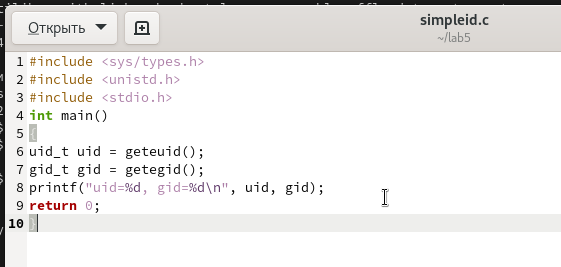 Открыть
simpleid.c
~/lab5
1 #include <sys/types.h>
2 #include <unistd.h>
3 #include <stdio.h>
4 int main()
5 {
6 uid_t uid = geteuid();
7 gid_t gid = getegid();
8 printf("uid=%d, gid=%d\n", uid, gid);
9 return 0;
10 }